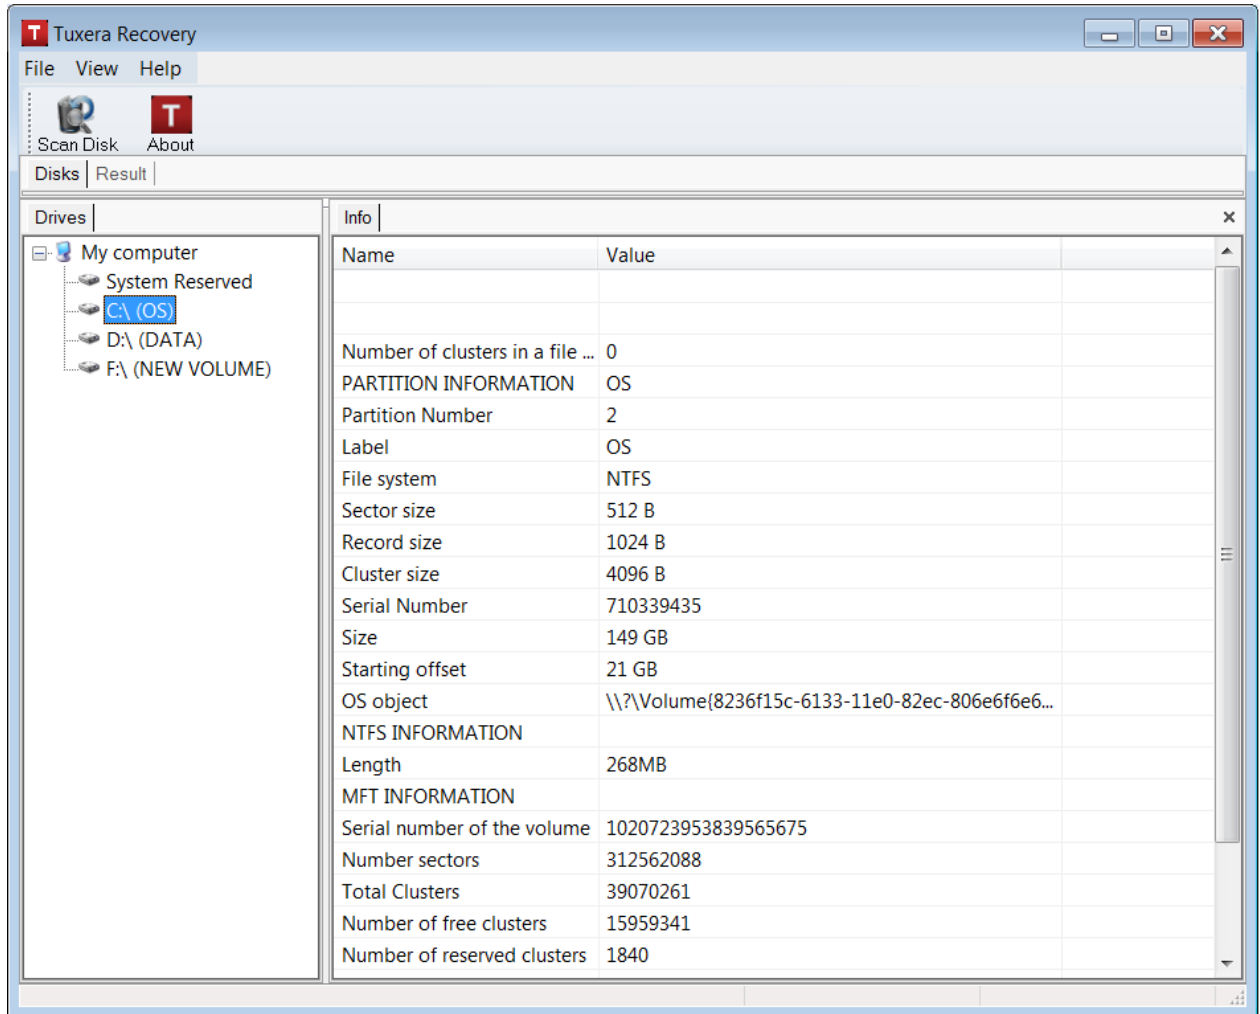 T Tuxera Recovery
File View Help
T
Scan Disk About
Disks Result
Drives
My computer
System Reserved
C:\ (OS)
D:\ (DATA)
F:\ (NEW VOLUME)
Info
Name Value
Number of clusters in a file ... 0
PARTITION INFORMATION OS
Partition Number 2
Label OS
File system NTFS
Sector size 512 B
Record size 1024 B
Cluster size 4096 B
Serial Number 710339435
Size 149 GB
Starting offset 21 GB
OS object \\?\Volume{8236f15c-6133-11e0-82ec-806e6f6e6...
NTFS INFORMATION
Length 268MB
MFT INFORMATION
Serial number of the volume 1020723953839565675
Number sectors 312562088
Total Clusters 39070261
Number of free clusters 15959341
Number of reserved clusters 1840